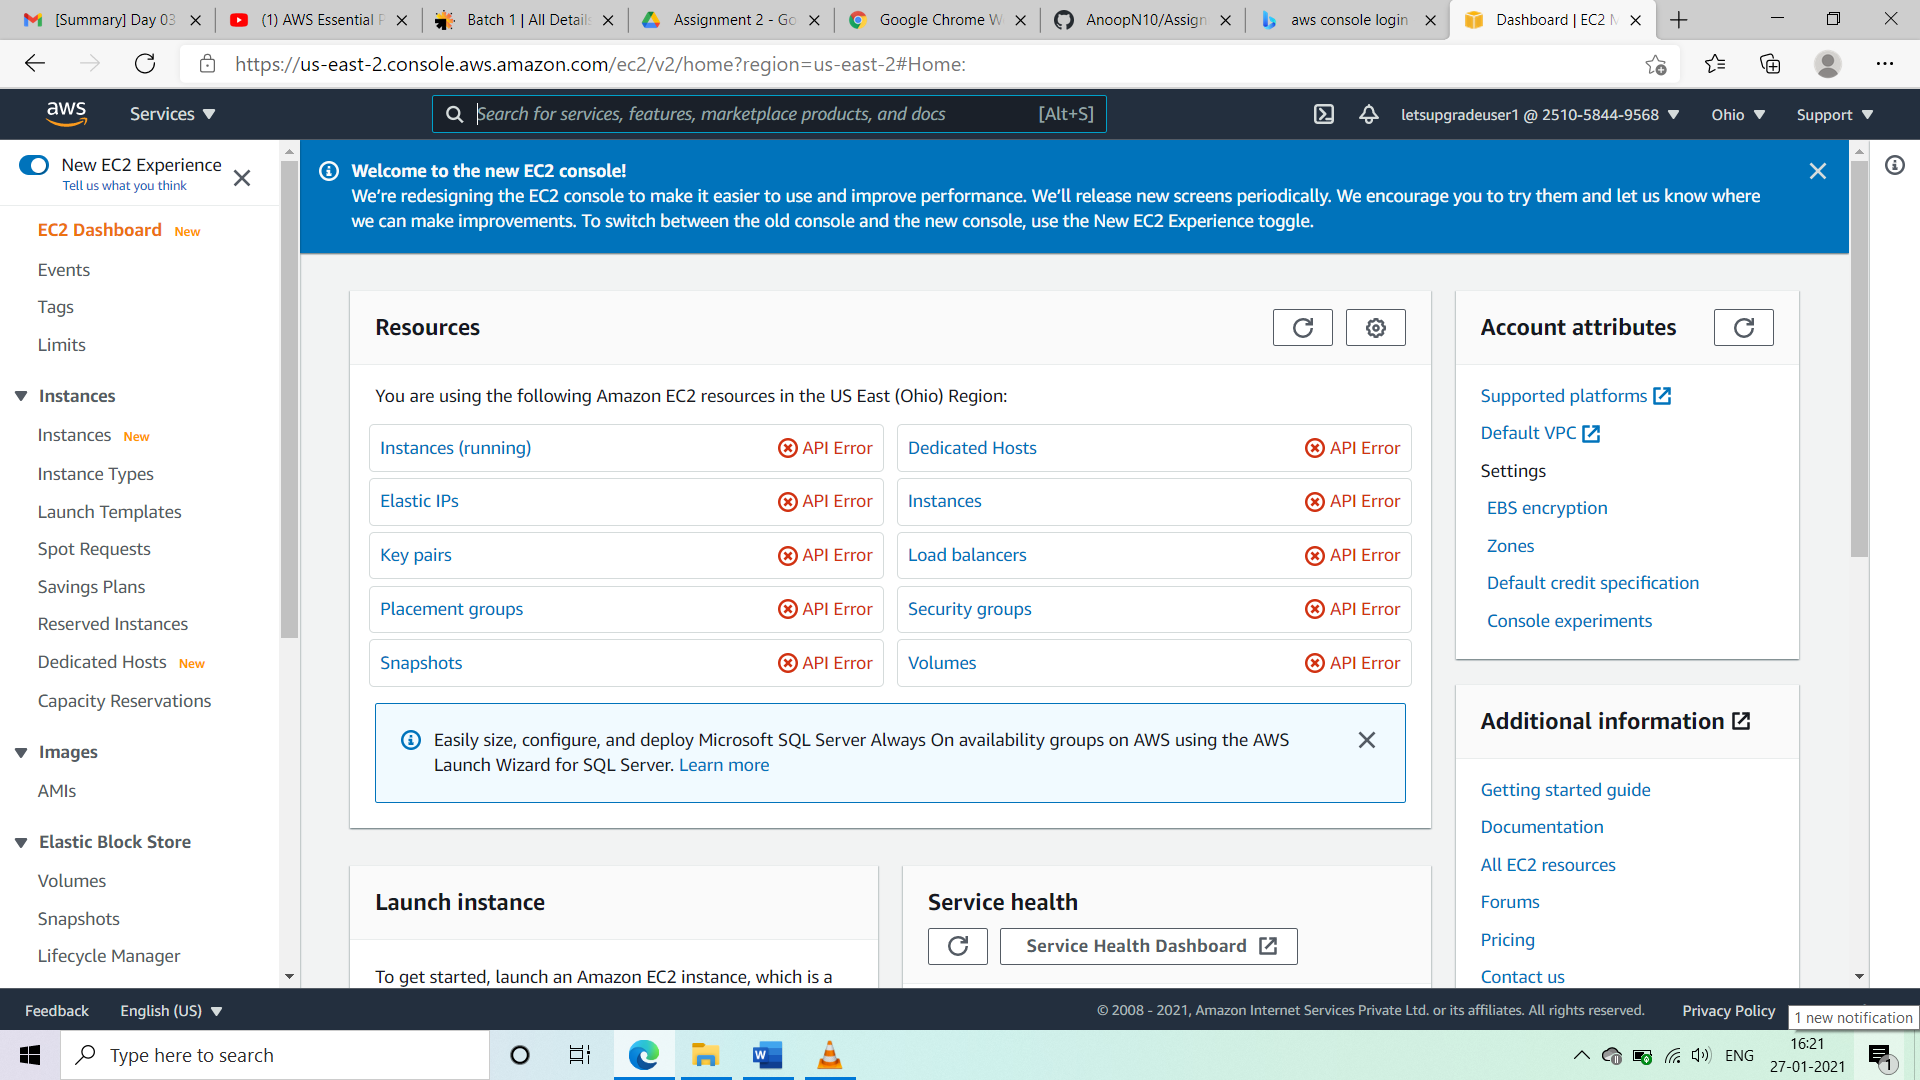 [Summary] Day 03
(1) AWS Essential P
Batch 1 | All Details
Assignment 2 - Go
Google Chrome W
AnoopN10/Assign
aws console login
Dashboard | EC2 M
https://us-east-2.console.aws.amazon.com/ec2/v2/home?region=us-east-2#Home:
aws
Services
Search for services, features, marketplace products, and docs
[Alt+S]
letsupgradeuser1 @ 2510-5844-9568
Ohio
Support
New EC2 Experience
Tell us what you think
EC2 Dashboard New
Events
Tags
Limits
Instances
Instances New
Instance Types
Launch Templates
Spot Requests
Savings Plans
Reserved Instances
Dedicated Hosts New
Capacity Reservations
Images
AMIs
Elastic Block Store
Volumes
Snapshots
Lifecycle Manager
Welcome to the new EC2 console!
We're redesigning the EC2 console to make it easier to use and improve performance. We'll release new screens periodically. We encourage you to try them and let us know where
we can make improvements. To switch between the old console and the new console, use the New EC2 Experience toggle.
Resources
You are using the following Amazon EC2 resources in the US East (Ohio) Region:
Instances (running) API Error
Dedicated Hosts API Error
Elastic IPs API Error
Instances API Error
Key pairs API Error
Load balancers API Error
Placement groups API Error
Security groups API Error
Snapshots API Error
Volumes API Error
Easily size, configure, and deploy Microsoft SQL Server Always On availability groups on AWS using the AWS
Launch Wizard for SQL Server. Learn more
Launch instance
To get started, launch an Amazon EC2 instance, which is a
Service health
Service Health Dashboard
Account attributes
Supported platforms
Default VPC
Settings
EBS encryption
Zones
Default credit specification
Console experiments
Additional information
Getting started guide
Documentation
All EC2 resources
Forums
Pricing
Contact us
Feedback
English (US)
© 2008 - 2021, Amazon Internet Services Private Ltd. or its affiliates. All rights reserved.
Privacy Policy
1 new notification
Type here to search
ENG
16:21
27-01-2021
1